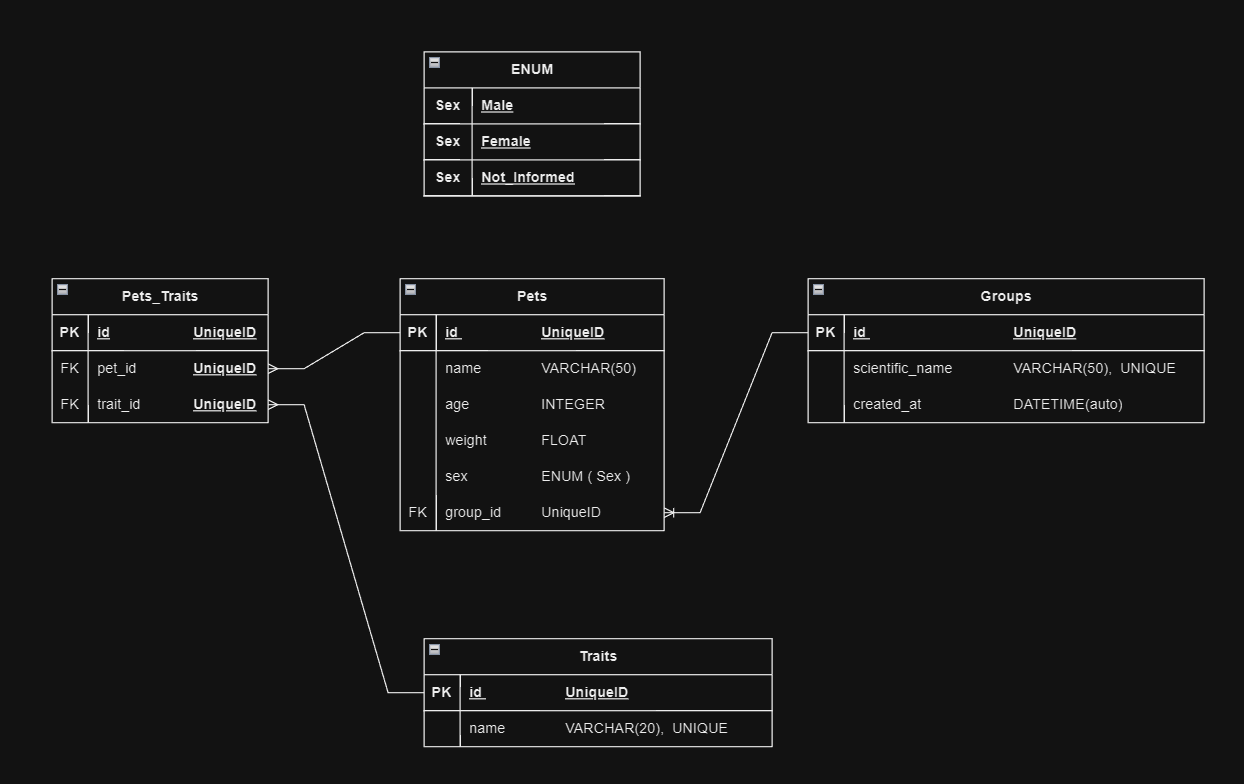 ENUM
Sex Male
Sex Female
Sex Not_Informed
Pets_Traits
PK id UniqueID
FK pet_id UniqueID
FK trait_id UniqueID
Pets
PK id UniqueID
name VARCHAR(50)
age INTEGER
weight FLOAT
sex ENUM ( Sex )
FK group_id UniqueID
Groups
PK id UniqueID
scientific_name VARCHAR(50), UNIQUE
created_at DATETIME(auto)
Traits
PK id UniqueID
name VARCHAR(20), UNIQUE